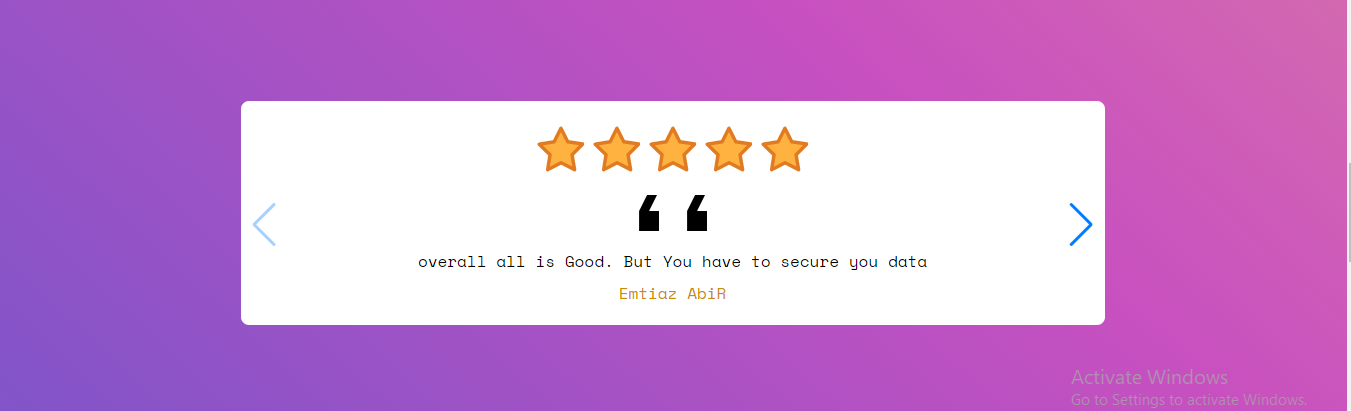 ❛❛
overall all is Good. But You have to secure you data
Emtiaz AbiR
Activate Windows
Go to Settings to activate Windows.